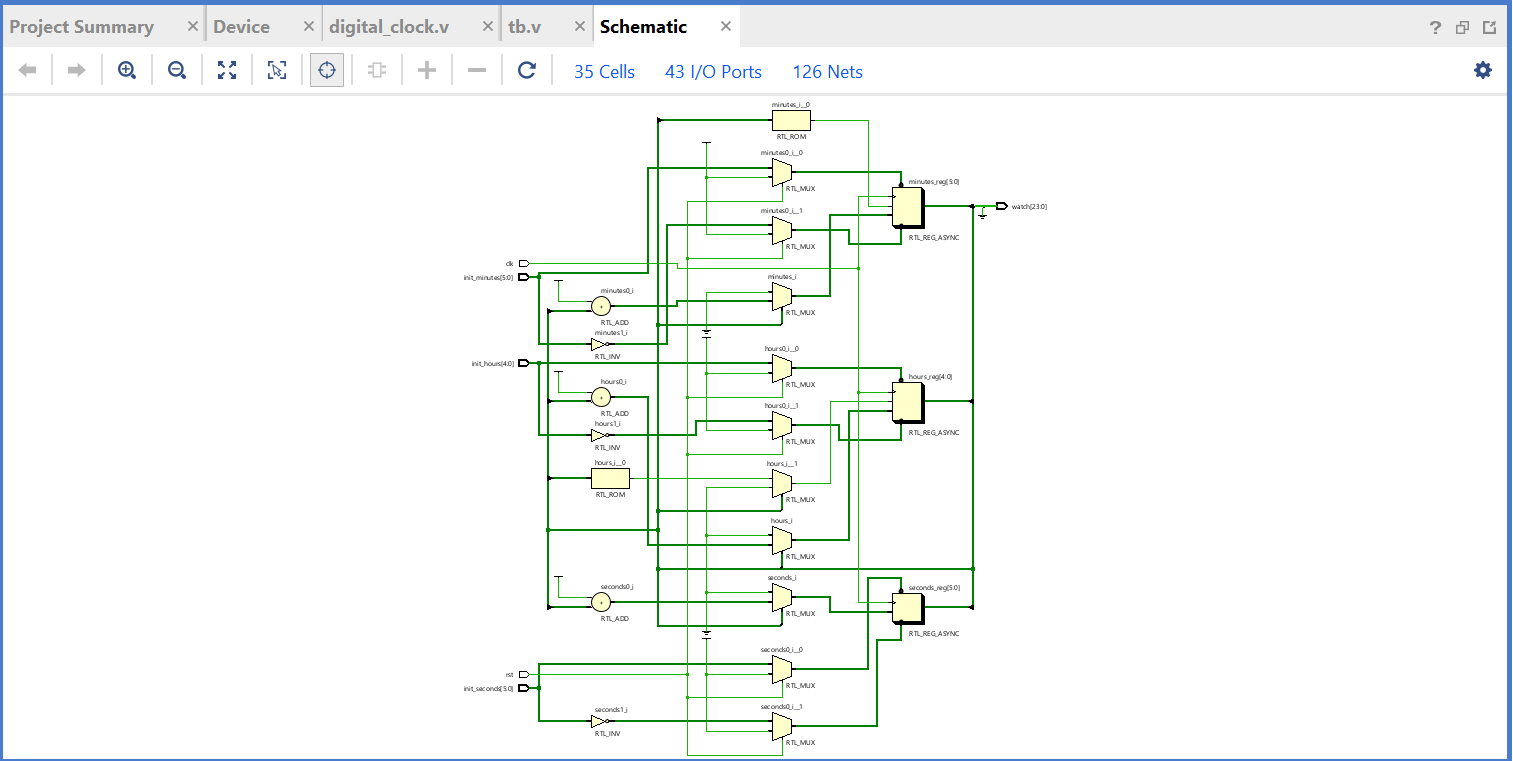 Project Summary
Device
digital_clock.v
tb.v
Schematic
?
35 Cells
43 I/O Ports
126 Nets
minutes_i__0
RTL_ROM
minutes0_i__0
RTL_MUX
minutes_reg[5:0]
RTL_REG_ASYNC
watch[23:0]
minutes0_i__1
RTL_MUX
clk
init_minutes[5:0]
minutes_i
RTL_MUX
minutes0_i
RTL_ADD
minutes1_i
RTL_INV
init_hours[4:0]
hours0_i__0
RTL_MUX
hours_reg[4:0]
RTL_REG_ASYNC
hours0_i
RTL_ADD
hours0_i__1
RTL_MUX
hours1_i
RTL_INV
hours_i__0
RTL_ROM
hours_i__1
RTL_MUX
hours_i
RTL_MUX
seconds_i
RTL_MUX
seconds0_i
RTL_ADD
seconds_reg[5:0]
RTL_REG_ASYNC
seconds0_i__0
RTL_MUX
rst
init_seconds[5:0]
seconds1_i
RTL_INV
seconds0_i__1
RTL_MUX